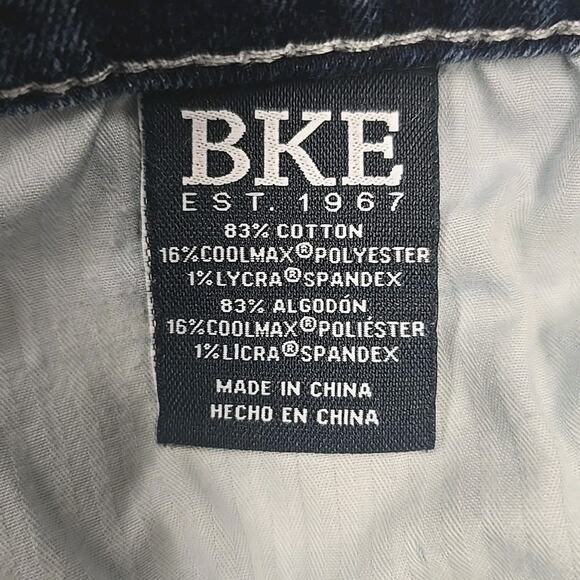 BKE
EST. 1967
83% COTTON
16%COOLMAX®POLYESTER
1%LYCRA®SPANDEX
83% ALGODÓN
16%COOLMAX®POLIÉSTER
1%LICRA®SPANDEX
MADE IN CHINA
HECHO EN CHINA